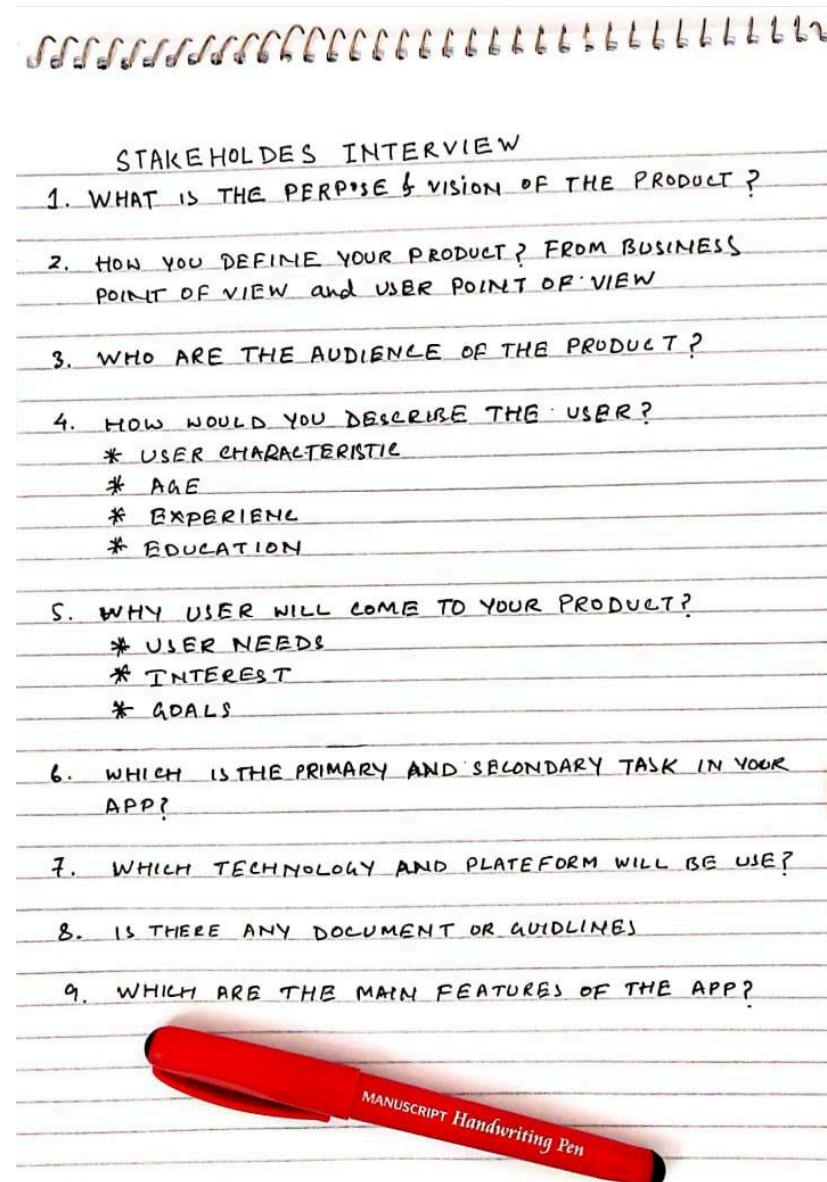 STAKEHOLDES INTERVIEW
1. WHAT IS THE PERPOSE & VISION OF THE PRODUCT?
2. HOW YOU DEFINE YOUR PRODUCT? FROM BUSINESS
POINT OF VIEW and USER POINT OF VIEW
3. WHO ARE THE AUDIENCE OF THE PRODUCT?
4. HOW WOULD YOU DESCRIBE THE USER?
* USER CHARACTERISTIC
* AGE
* EXPERIENC
* EDUCATION
5. WHY USER WILL COME TO YOUR PRODUCT?
* USER NEEDS
* INTEREST
* GOALS
6. WHICH IS THE PRIMARY AND SECONDARY TASK IN YOUR
APP?
7. WHICH TECHNOLOGY AND PLATEFORM WILL BE USE?
8. IS THERE ANY DOCUMENT OR GUIDLINES
9. WHICH ARE THE MAIN FEATURES OF THE APP?
MANUSCRIPT Handwriting Pen